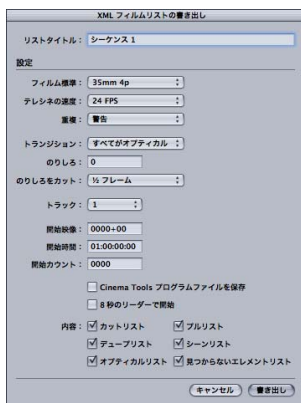 XML フィルムリストの書き出し
リストタイトル： シーケンス 1
設定
フィルム標準： 35mm 4p
テレシネの速度： 24 FPS
重複： 警告
トランジション： すべてがオプティカル
のりしろ： 0
のりしろをカット： ½ フレーム
トラック： 1
開始映像： 0000+00
開始時間： 01:00:00:00
開始カウント： 0000
Cinema Tools プログラムファイルを保存
8 秒のリーダーで開始
内容： カットリスト プルリスト
デュープリスト シーンリスト
オプティカルリスト 見つからないエレメントリスト
キャンセル 書き出し